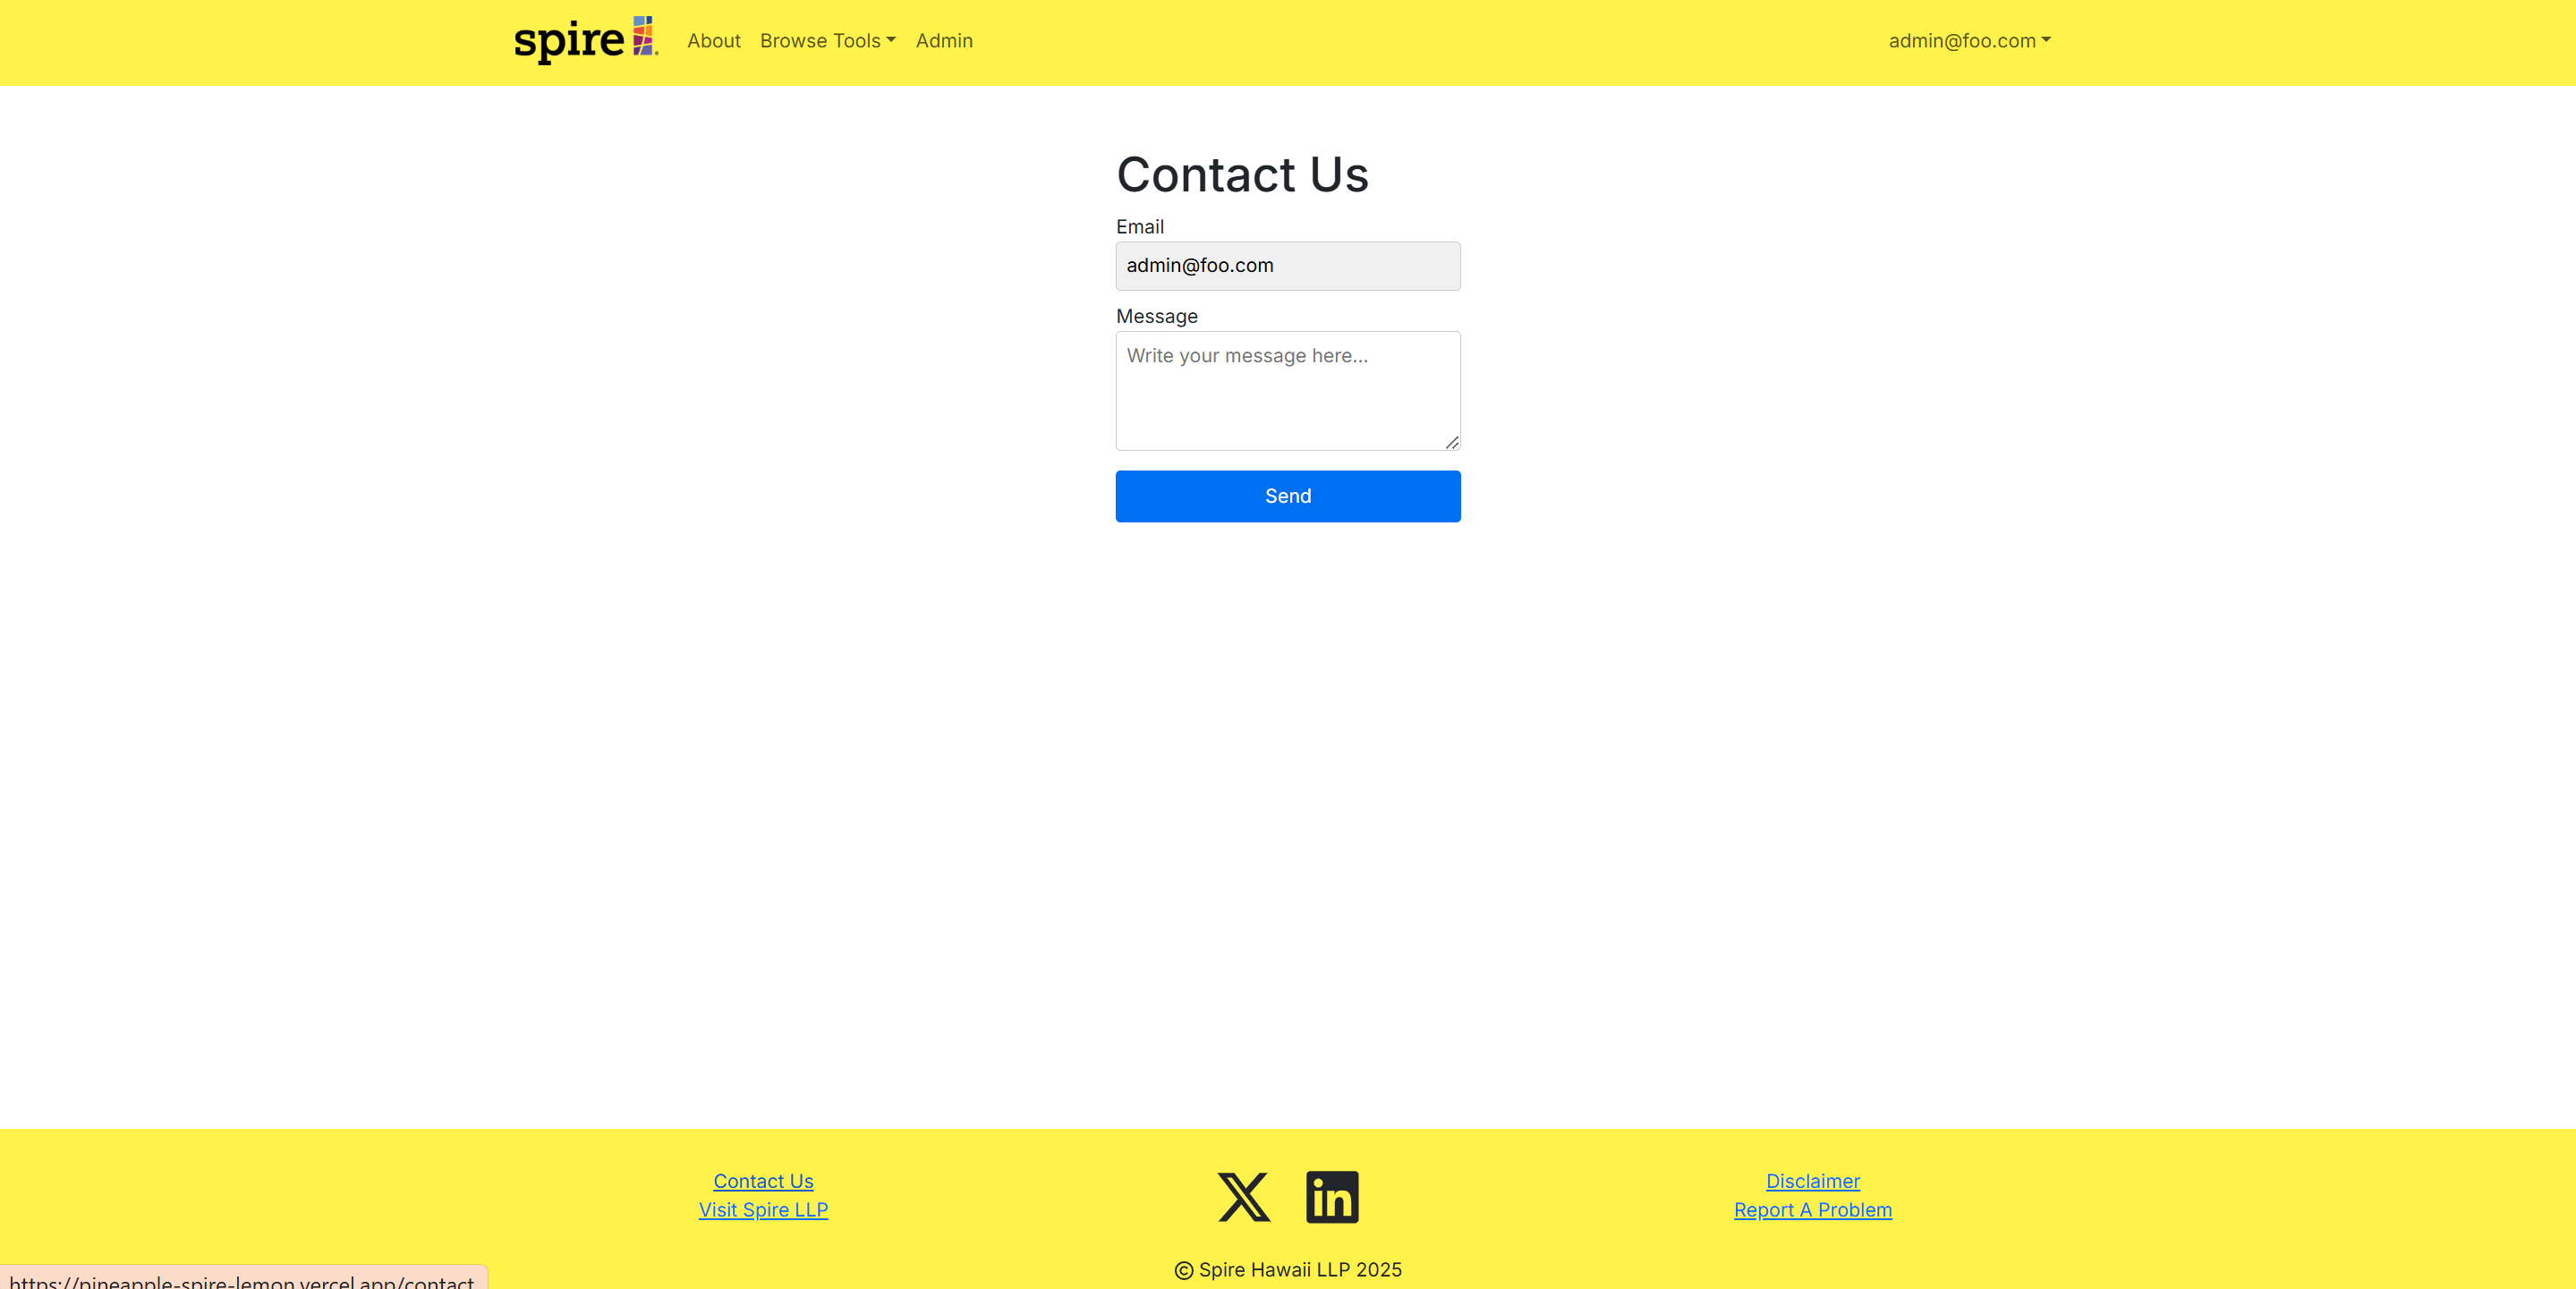 spire
About Browse Tools Admin admin@foo.com
Contact Us
Email
admin@foo.com
Message
Write your message here...
Send
Contact Us
Visit Spire LLP
Disclaimer
Report A Problem
© Spire Hawaii LLP 2025
https://pineapple-spire-lemon.vercel.app/contact